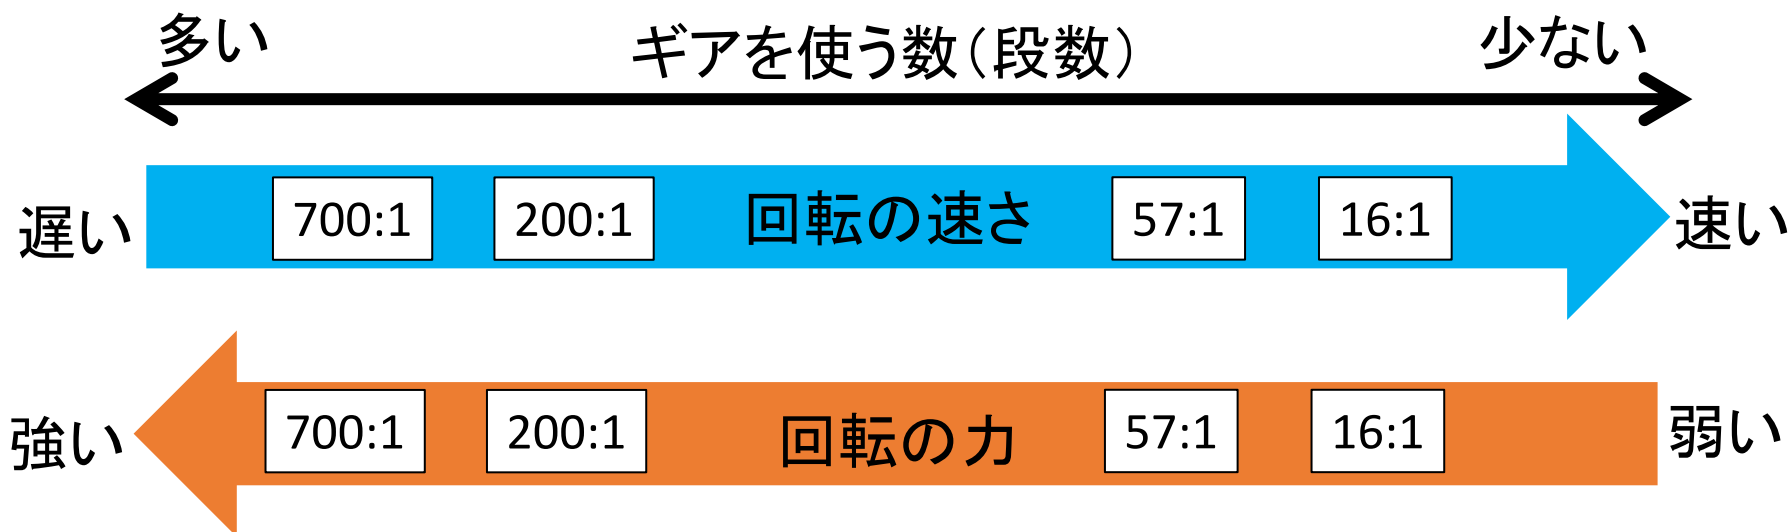 多い ギアを使う数（段数） 少ない
遅い 700:1 200:1 回転の速さ 57:1 16:1 速い
強い 700:1 200:1 回転の力 57:1 16:1 弱い